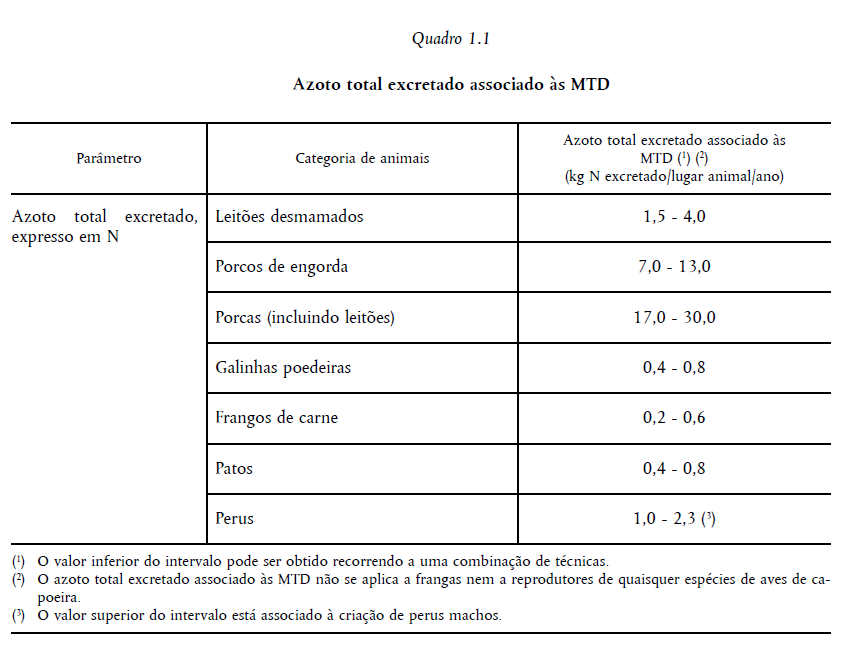 Quadro 1.1
Azoto total excretado associado às MTD
Parâmetro
Categoria de animais
Azoto total excretado associado às
MTD (¹) (²)
(kg N excretado/lugar animal/ano)
Azoto total excretado,
expresso em N
Leitões desmamados
1,5 - 4,0
Porcos de engorda
7,0 - 13,0
Porcas (incluindo leitões)
17,0 - 30,0
Galinhas poedeiras
0,4 - 0,8
Frangos de carne
0,2 - 0,6
Patos
0,4 - 0,8
Perus
1,0 - 2,3 (³)
(¹) O valor inferior do intervalo pode ser obtido recorrendo a uma combinação de técnicas.
(²) O azoto total excretado associado às MTD não se aplica a frangas nem a reprodutores de quaisquer espécies de aves de ca-
poeira.
(³) O valor superior do intervalo está associado à criação de perus machos.